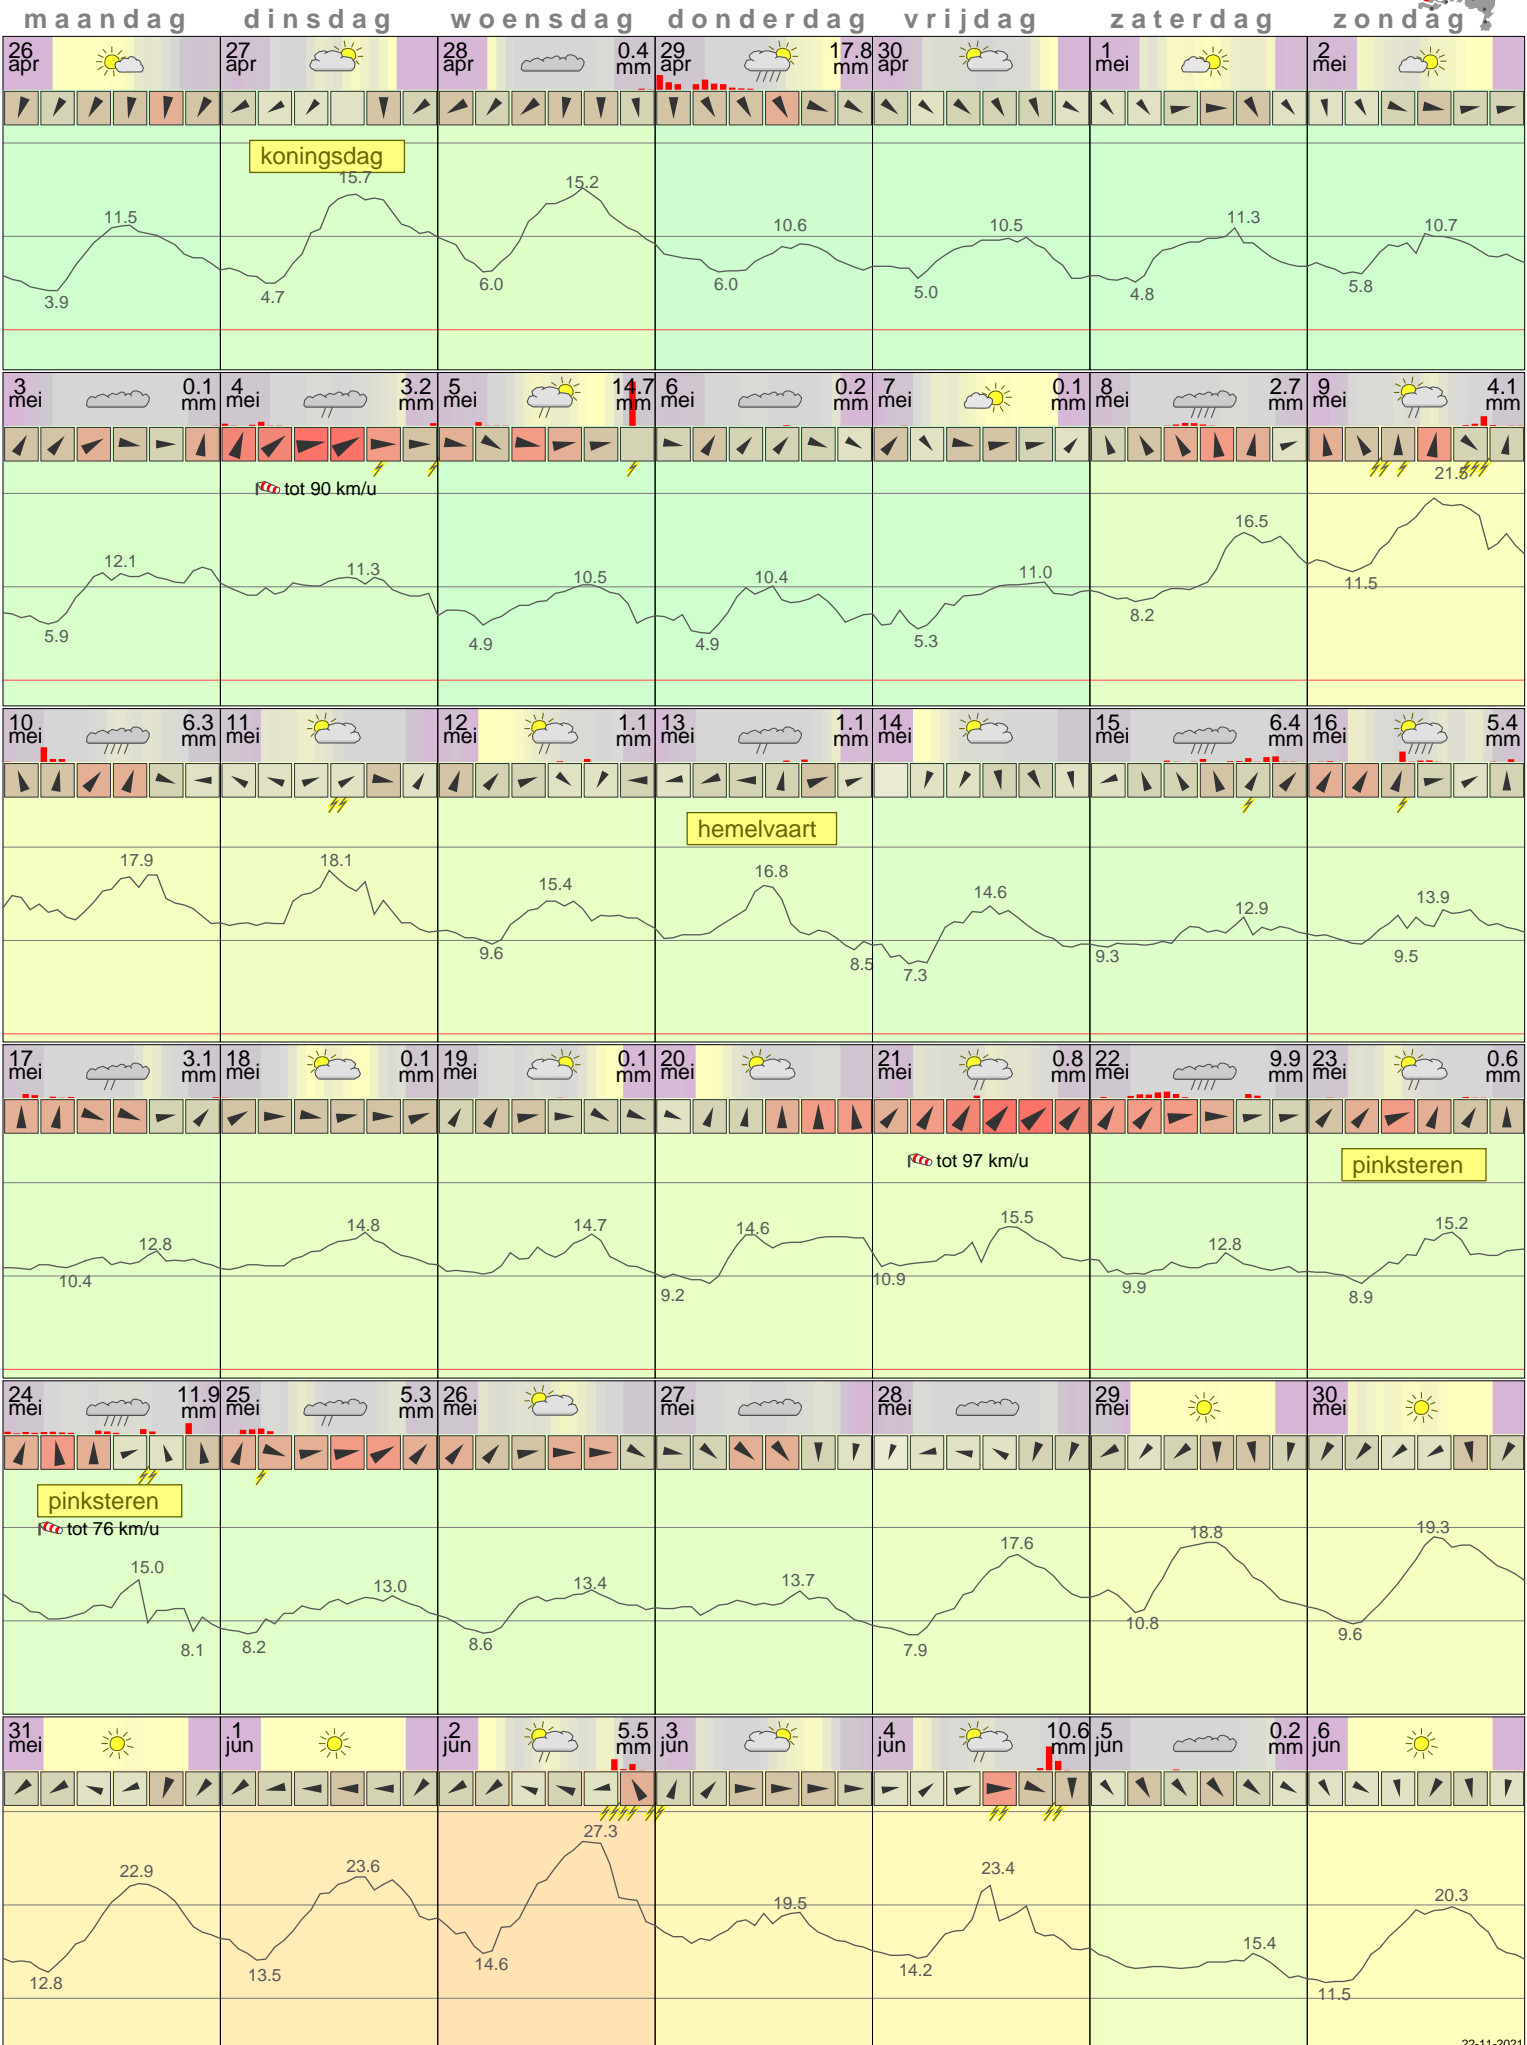 maandag dinsdag woensdag donderdag vrijdag zaterdag zondag ?
26 27 28 0.4 29 17.8 30 1 2
apr apr apr mm apr mm apr mei mei
koningsdag
11.5 15.7 15.2 10.6 10.5 11.3 10.7
3.9 4.7 6.0 6.0 5.0 4.8 5.8
3 0.1 4 3.2 5 14.7 6 0.2 7 0.1 8 2.7 9 4.1
mei mm mei mm mei mm mei mm mei mm mei mm mei mm
tot 90 km/u
12.1 11.3 10.5 10.4 11.0 16.5 21.5
5.9 4.9 4.9 5.3 8.2 11.5
10 6.3 11 12 1.1 13 1.1 14 15 6.4 16 5.4
mei mm mei mei mm mei mm mei mei mm mei mm
hemelvaart
17.9 18.1 15.4 16.8 14.6 12.9 13.9
9.6 8.5 7.3 9.3 9.5
17 3.1 18 0.1 19 0.1 20 21 0.8 22 9.9 23 0.6
mei mm mei mm mei mm mei mei mm mei mm mei mm
tot 97 km/u pinksteren
12.8 14.8 14.7 14.6 15.5 12.8 15.2
10.4 9.2 10.9 9.9 8.9
24 11.9 25 5.3 26 27 28 29 30
mei mm mei mm mei mei mei mei mei
pinksteren
tot 76 km/u
15.0 13.0 13.4 13.7 17.6 18.8 19.3
8.1 8.2 8.6 7.9 10.8 9.6
31 1 2 5.5 3 4 10.6 5 0.2 6
mei jun jun mm jun jun mm jun mm jun
22.9 23.6 27.3 19.5 23.4 15.4 20.3
12.8 13.5 14.6 14.2 11.5
22-11-2021